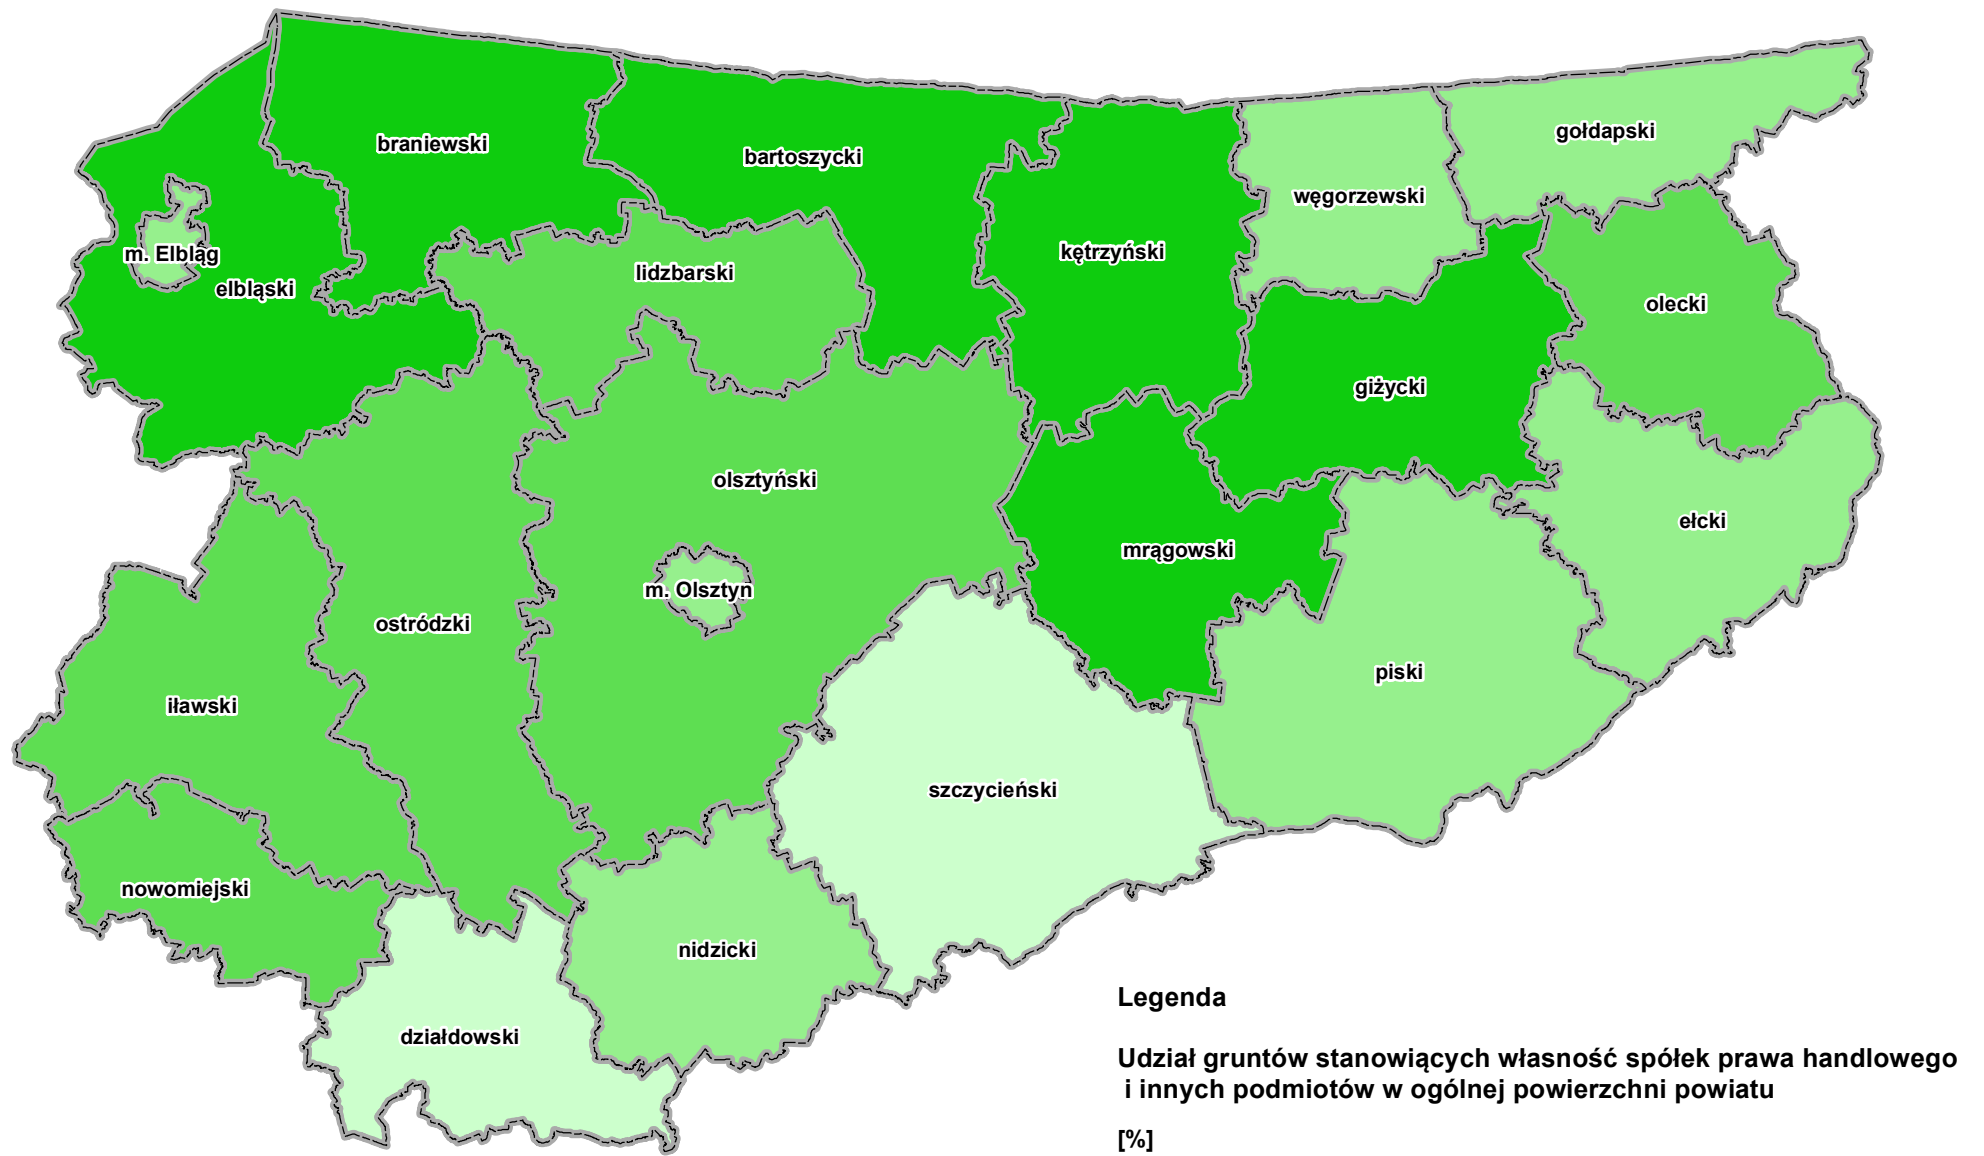 gołdapski
braniewski
bartoszycki
węgorzewski
m. Elbląg
kętrzyński
lidzbarski
elbląski
olecki
giżycki
olsztyński
ełcki
mrągowski
m. Olsztyn
ostródzki
piski
iławski
szczycieński
nowomiejski
nidzicki
działdowski
Legenda
Udział gruntów stanowiących własność spółek prawa handlowego
i innych podmiotów w ogólnej powierzchni powiatu
[%]